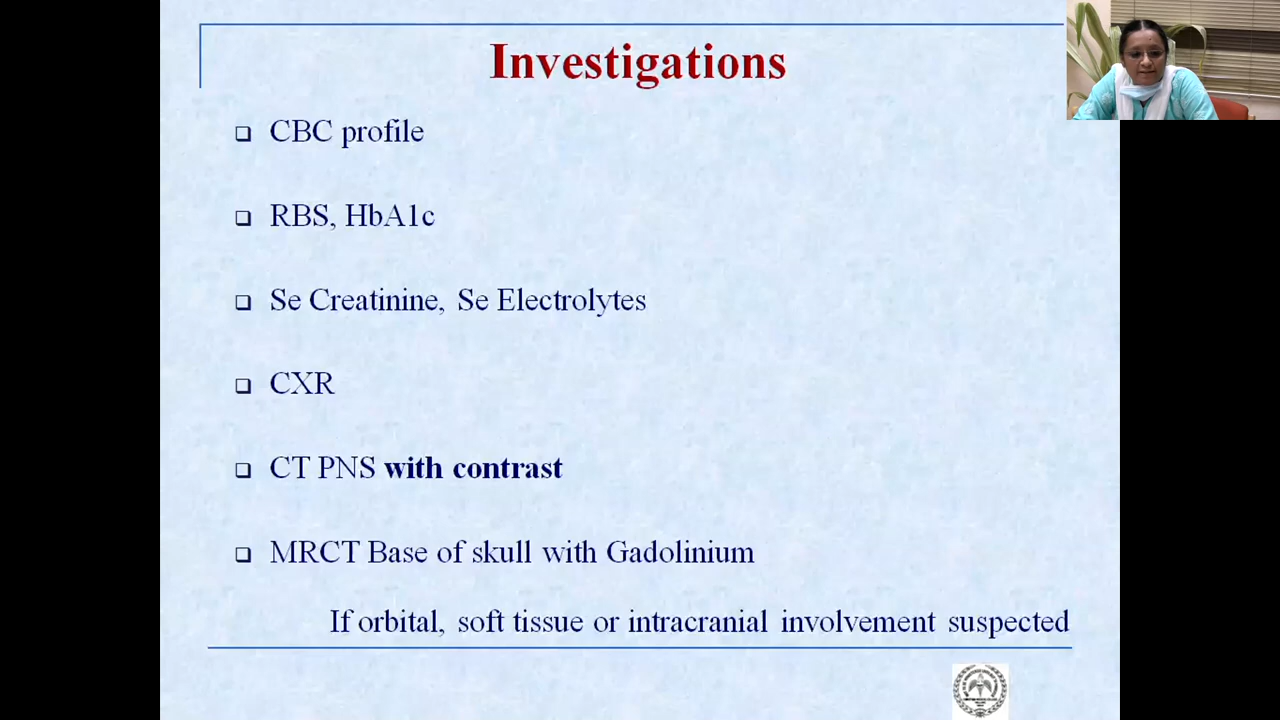 Investigations
CBC profile
RBS, HbA1c
Se Creatinine, Se Electrolytes
CXR
CT PNS with contrast
MRCT Base of skull with Gadolinium
If orbital, soft tissue or intracranial involvement suspected